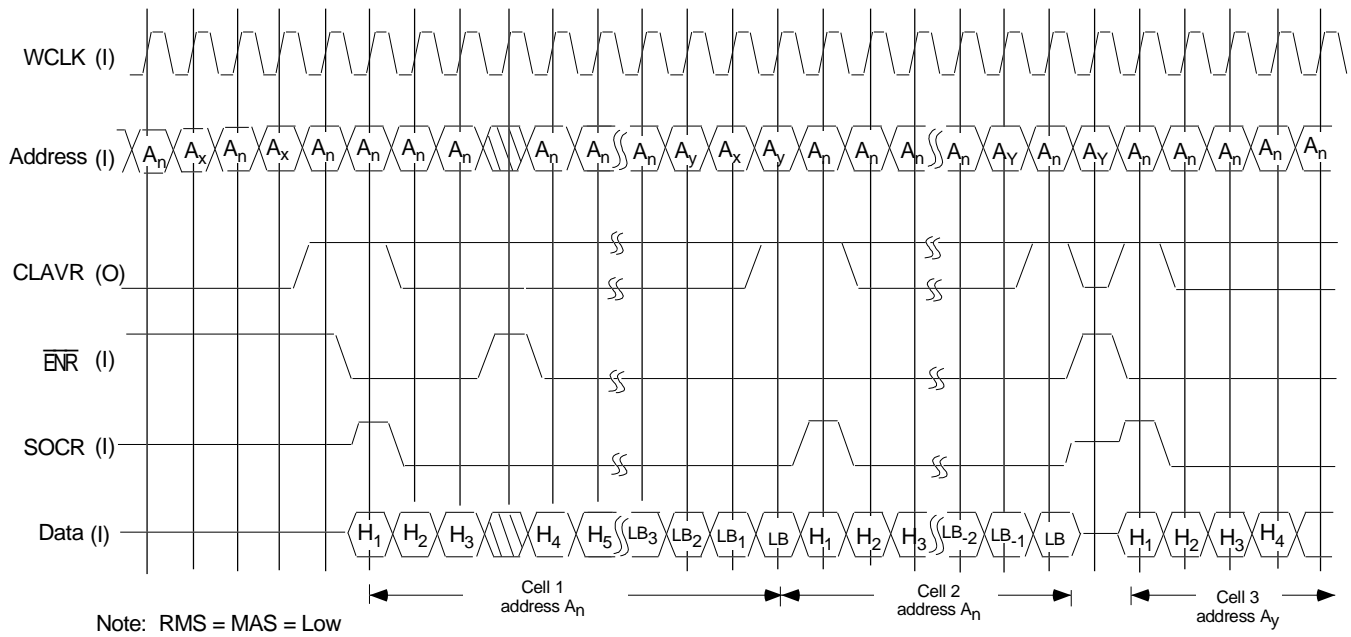 WCLK (I)
Address (I) An Ax An Ax An An An An An An An Ay Ax Ay An An An An AY An AY An An An An An
CLAVR (O)
ENR (I)
SOCR (I)
Data (I) H1 H2 H3 H4 H5 LB3 LB2 LB1 LB H1 H2 H3 LB-2 LB-1 LB H1 H2 H3 H4
Cell 1
address An
Cell 2
address An
Cell 3
address Ay
Note: RMS = MAS = Low